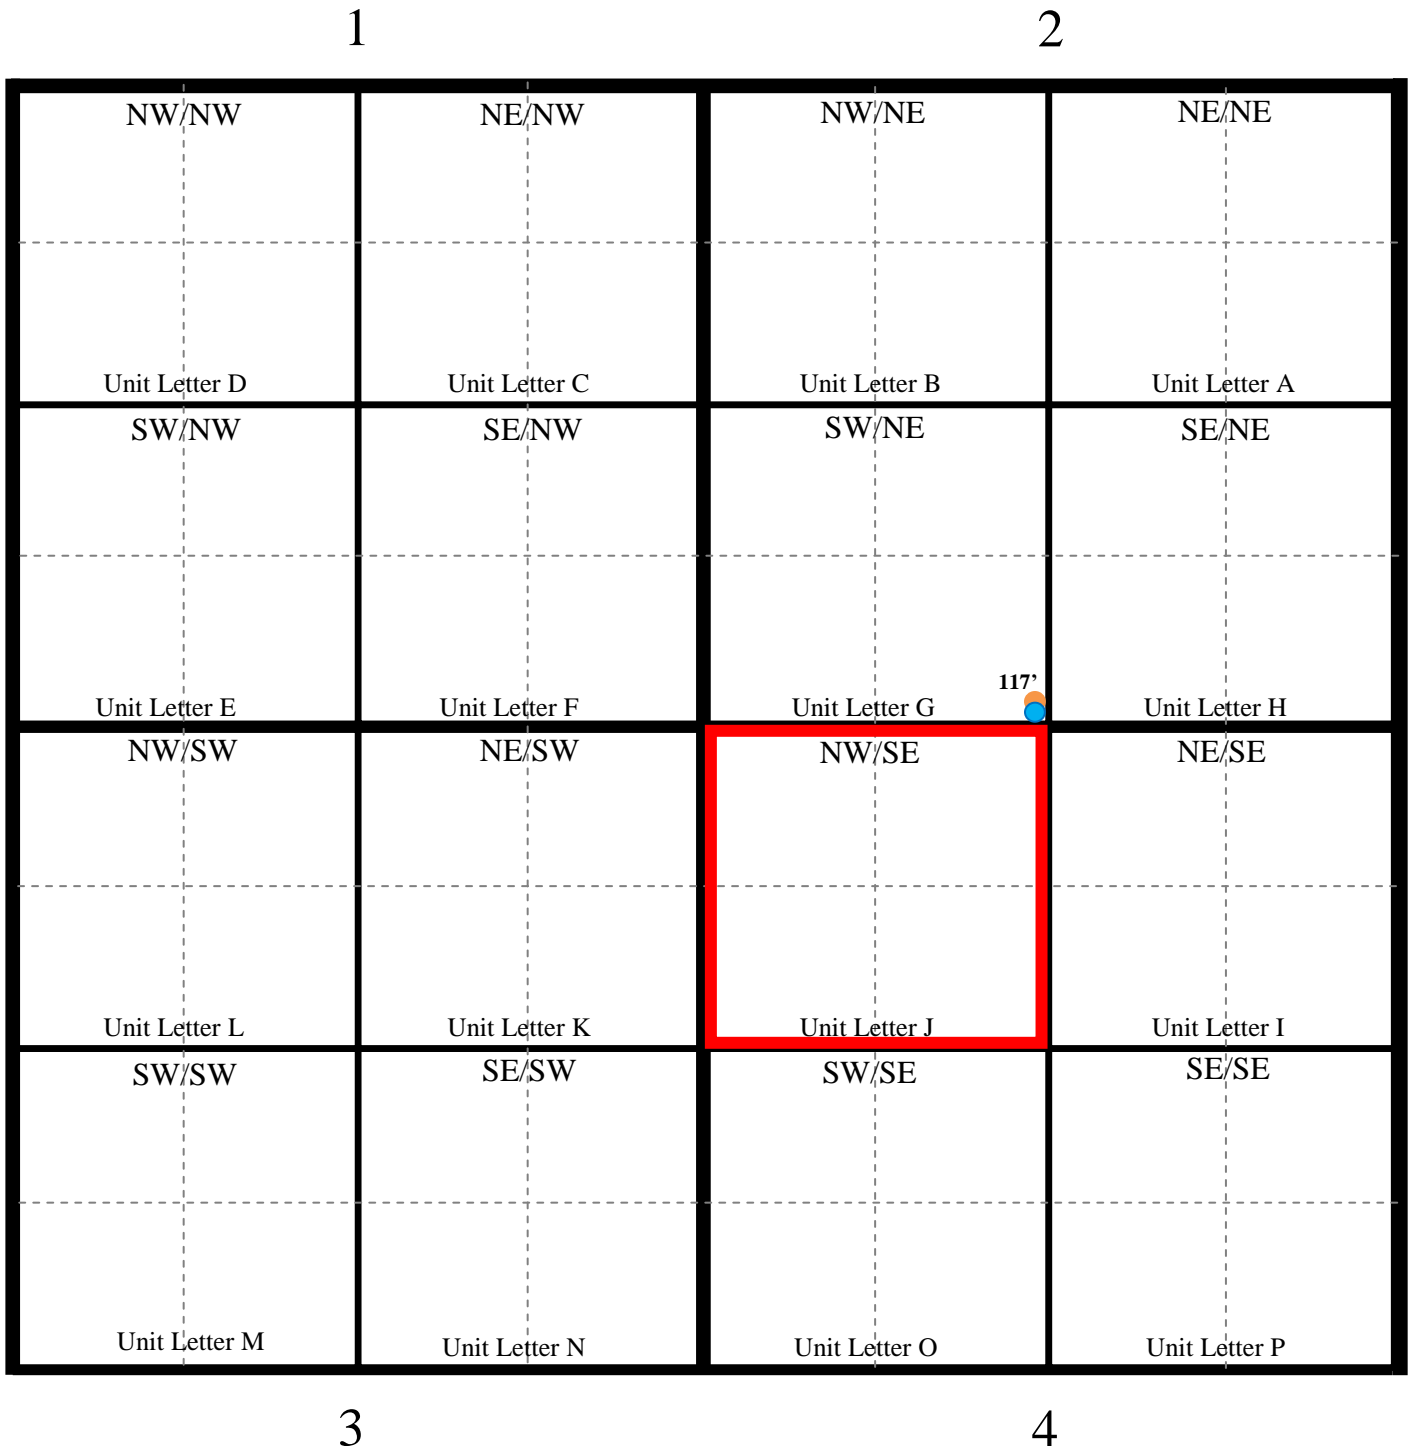 1 2
NW/NW NE/NW NW/NE NE/NE
Unit Letter D Unit Letter C Unit Letter B Unit Letter A
SW/NW SE/NW SW/NE SE/NE
117’
Unit Letter E Unit Letter F Unit Letter G Unit Letter H
NW/SW NE/SW NW/SE NE/SE
Unit Letter L Unit Letter K Unit Letter J Unit Letter I
SW/SW SE/SW SW/SE SE/SE
Unit Letter M Unit Letter N Unit Letter O Unit Letter P
3 4